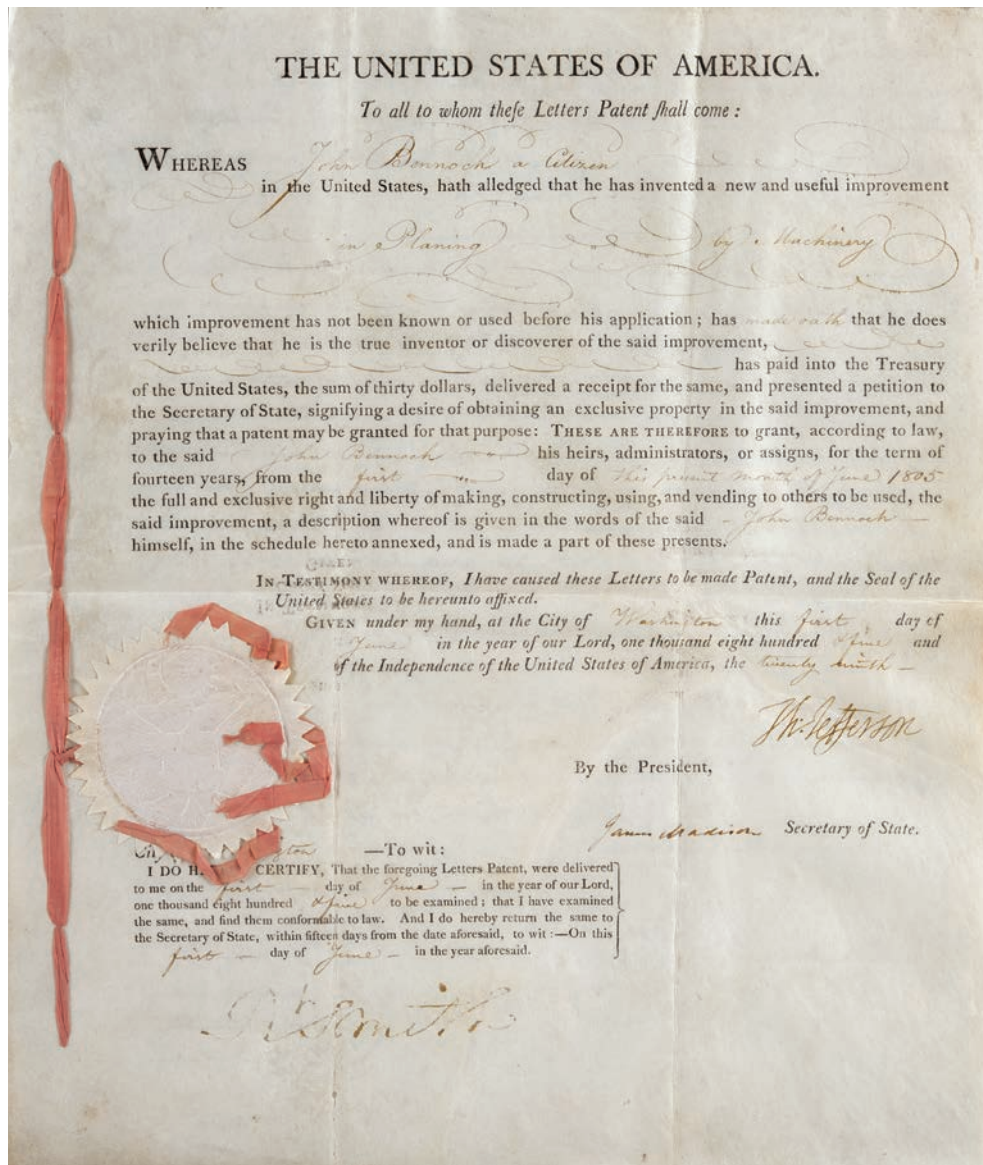 THE UNITED STATES OF AMERICA.
To all to whom theſe Letters Patent ſhall come :
WHEREAS John Bennoch a Citizen
in the United States, hath alledged that he has invented a new and useful improvement
in Planing by Machinery
which improvement has not been known or used before his application ; has made oath that he does
verily believe that he is the true inventor or discoverer of the said improvement,
has paid into the Treasury
of the United States, the sum of thirty dollars, delivered a receipt for the same, and presented a petition to
the Secretary of State, signifying a desire of obtaining an exclusive property in the said improvement, and
praying that a patent may be granted for that purpose: THESE ARE THEREFORE to grant, according to law,
to the said John Bennoch his heirs, administrators, or assigns, for the term of
fourteen years, from the first day of this present month of June 1805
the full and exclusive right and liberty of making, constructing, using, and vending to others to be used, the
said improvement, a description whereof is given in the words of the said - John Bennoch -
himself, in the schedule hereto annexed, and is made a part of these presents.
IN TESTIMONY WHEREOF, I have caused these Letters to be made Patent, and the Seal of the
United States to be hereunto affixed.
GIVEN under my hand, at the City of Washington this first day of
June in the year of our Lord, one thousand eight hundred & five and
of the Independence of the United States of America, the twenty ninth -
Th: Jefferson
By the President,
James Madison Secretary of State.
—To wit :
I DO H CERTIFY, That the foregoing Letters Patent, were delivered
to me on the first - day of June - in the year of our Lord,
one thousand eight hundred & five to be examined ; that I have examined
the same, and find them conformable to law. And I do hereby return the same to
the Secretary of State, within fifteen days from the date aforesaid, to wit :—On this
first - day of June - in the year aforesaid.
Smith